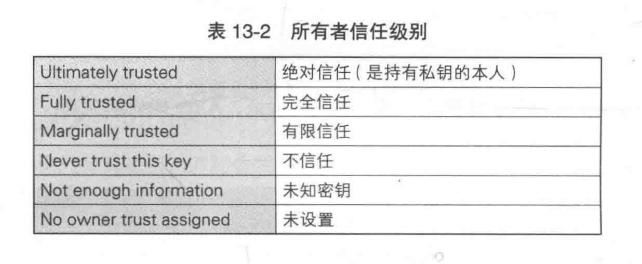 表 13-2 所有者信任级别
Ultimately trusted 绝对信任（是持有私钥的本人）
Fully trusted 完全信任
Marginally trusted 有限信任
Never trust this key 不信任
Not enough information 未知密钥
No owner trust assigned 未设置